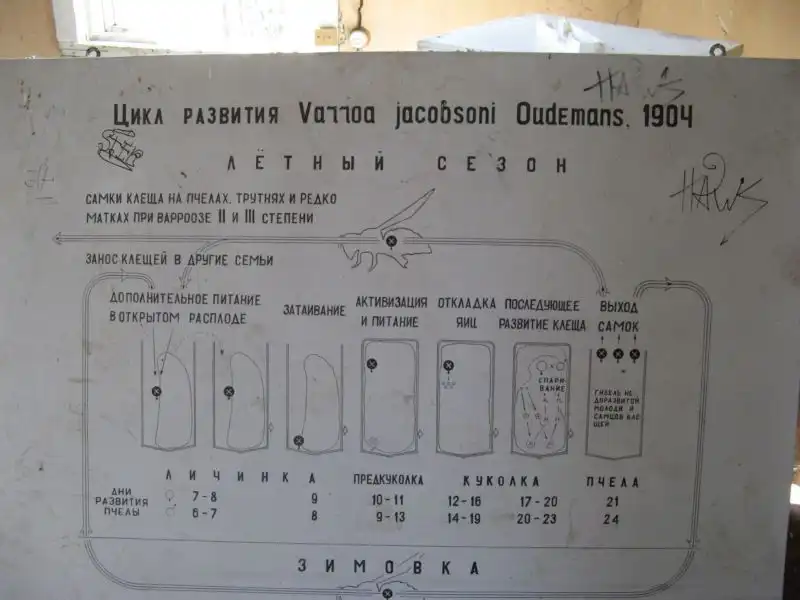 Цикл развития Varroa jacobsoni Oudemans. 1904
ЛЁТНЫЙ СЕЗОН
САМКИ КЛЕЩА НА ПЧЕЛАХ, ТРУТНЯХ И РЕДКО
МАТКАХ ПРИ ВАРРООЗЕ II И III СТЕПЕНИ
ЗАНОС КЛЕЩЕЙ В ДРУГИЕ СЕМЬИ
ДОПОЛНИТЕЛЬНОЕ ПИТАНИЕ
В ОТКРЫТОМ РАСПЛОДЕ
ЗАТАИВАНИЕ
АКТИВИЗАЦИЯ
И ПИТАНИЕ
ОТКЛАДКА
ЯИЦ
ПОСЛЕДУЮЩЕЕ
РАЗВИТИЕ КЛЕЩА
ВЫХОД
САМОК
СПАРИ-
ВАНИЕ
ГИБЕЛЬ НЕ-
ДОРАЗВИТОЙ
МОЛОДИ И
САМЦОВ КЛЕ-
ЩЕЙ
ЛИЧИНКА ПРЕДКУКОЛКА КУКОЛКА ПЧЕЛА
ДНИ
РАЗВИТИЯ
ПЧЕЛЫ
♀ 7-8 9 10-11 12-16 17-20 21
♂ 6-7 8 9-13 14-19 20-23 24
ЗИМОВКА
HAWKS